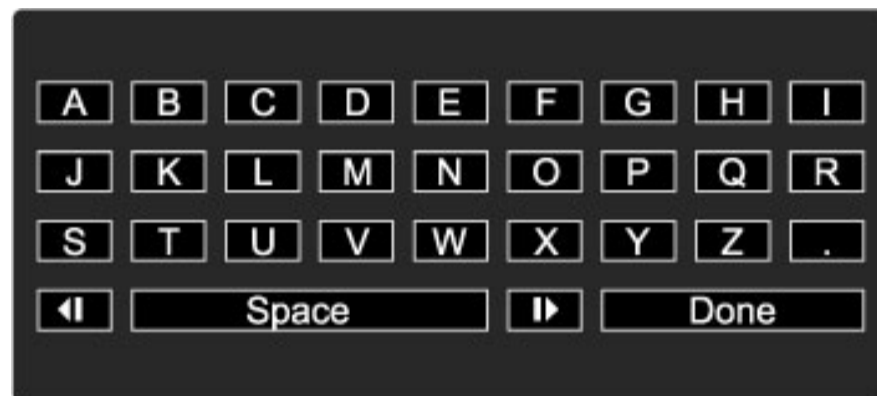 A B C D E F G H I
J K L M N O P Q R
S T U V W X Y Z .
Space Done